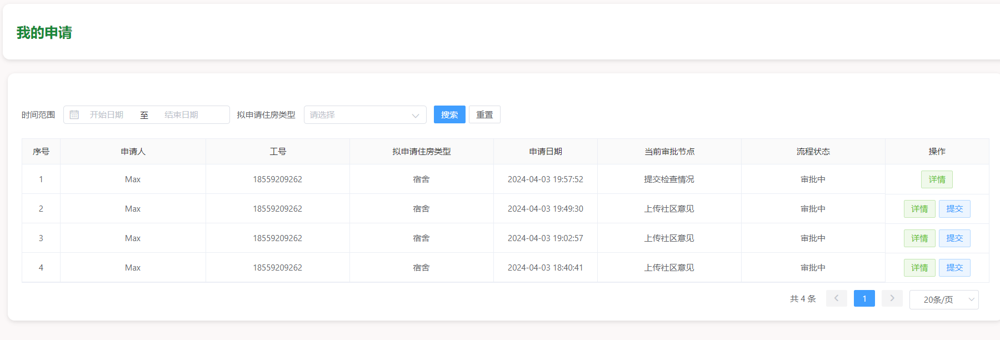 我的申请
时间范围 开始日期 至 结束日期 拟申请住房类型 请选择 搜索 重置
序号 申请人 工号 拟申请住房类型 申请日期 当前审批节点 流程状态 操作
1 Max 18559209262 宿舍 2024-04-03 19:57:52 提交检查情况 审批中 详情
2 Max 18559209262 宿舍 2024-04-03 19:49:30 上传社区意见 审批中 详情 提交
3 Max 18559209262 宿舍 2024-04-03 19:02:57 上传社区意见 审批中 详情 提交
4 Max 18559209262 宿舍 2024-04-03 18:40:41 上传社区意见 审批中 详情 提交
共 4 条 1 20条/页